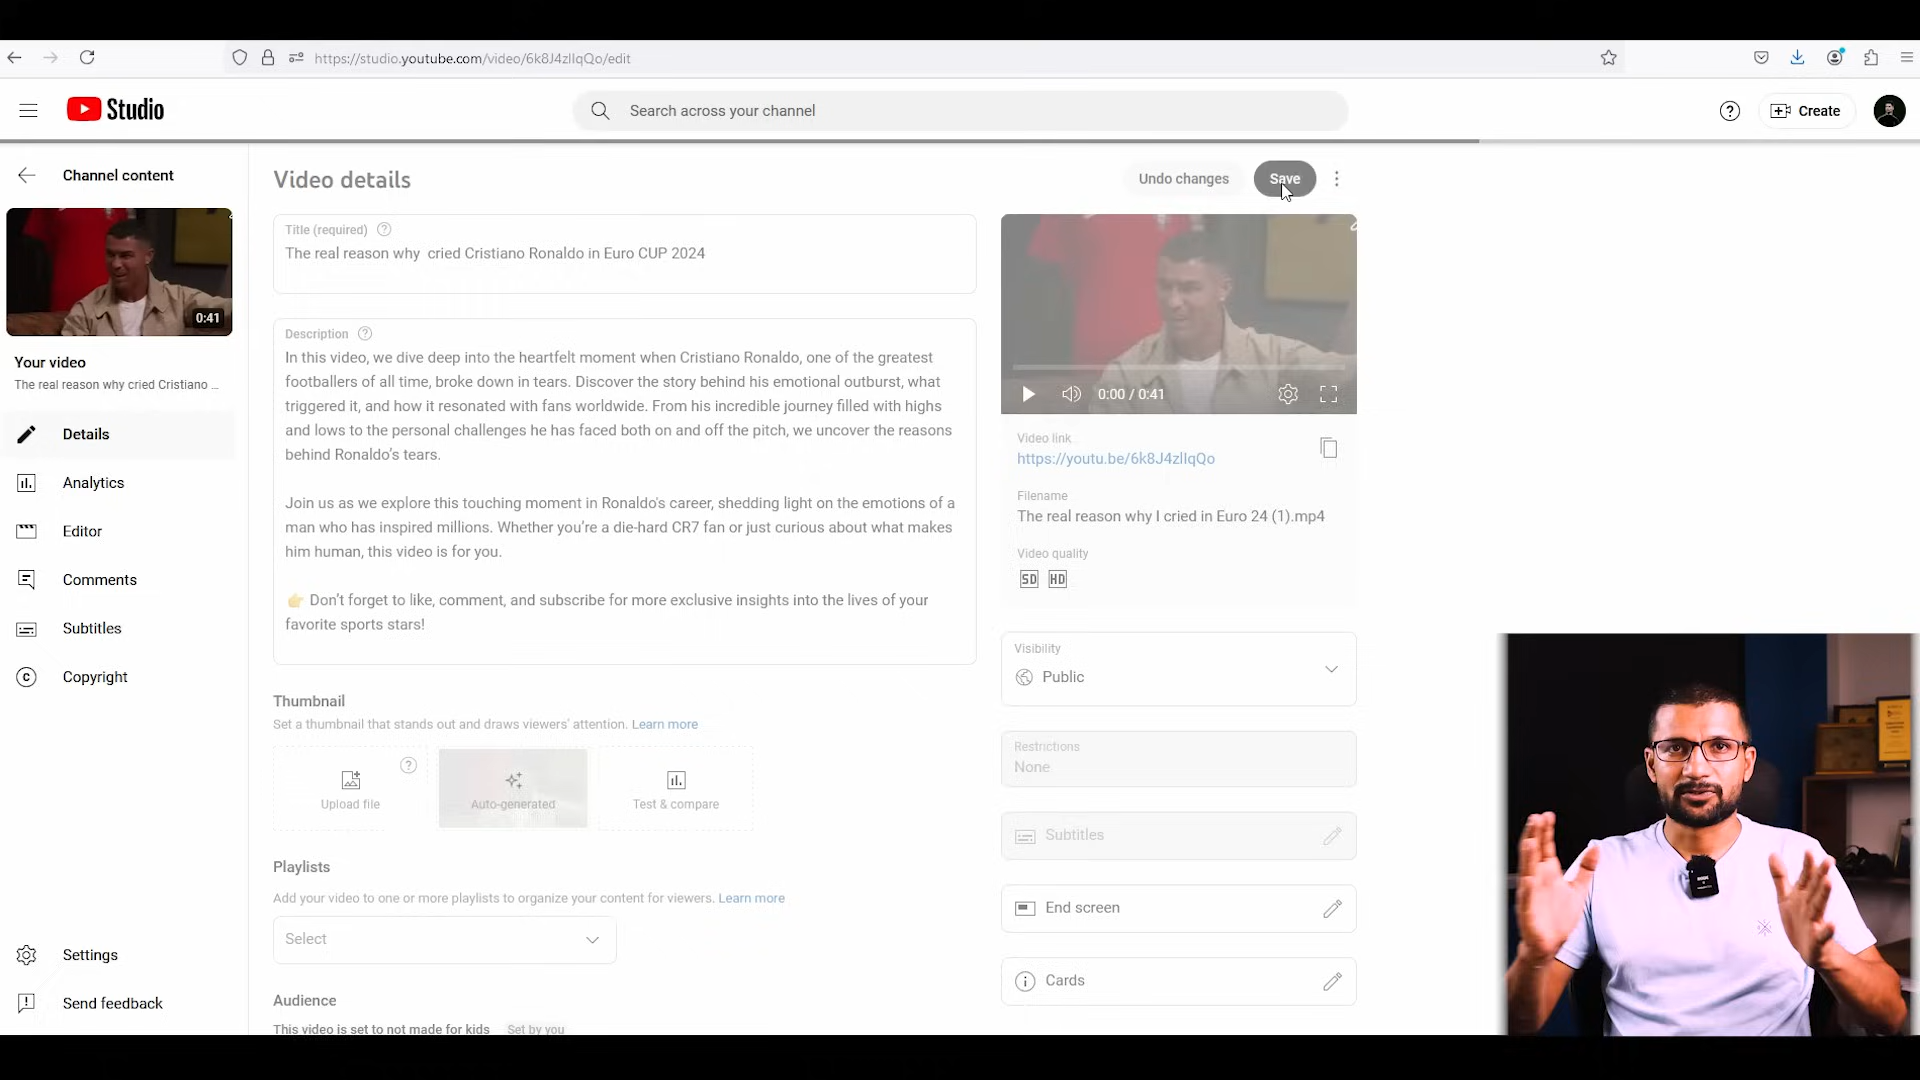 https://studio.youtube.com/video/6k8J4zlIqQo/edit
Studio
Search across your channel
Create
Channel content
Video details
Undo changes
Save
0:41
Your video
The real reason why cried Cristiano ...
Details
Analytics
Editor
Comments
Subtitles
Copyright
Settings
Send feedback
Title (required)
The real reason why  cried Cristiano Ronaldo in Euro CUP 2024
Description
In this video, we dive deep into the heartfelt moment when Cristiano Ronaldo, one of the greatest
footballers of all time, broke down in tears. Discover the story behind his emotional outburst, what
triggered it, and how it resonated with fans worldwide. From his incredible journey filled with highs
and lows to the personal challenges he has faced both on and off the pitch, we uncover the reasons
behind Ronaldo’s tears.
Join us as we explore this touching moment in Ronaldo's career, shedding light on the emotions of a
man who has inspired millions. Whether you’re a die-hard CR7 fan or just curious about what makes
him human, this video is for you.
👉 Don’t forget to like, comment, and subscribe for more exclusive insights into the lives of your
favorite sports stars!
Thumbnail
Set a thumbnail that stands out and draws viewers' attention. Learn more
Upload file
Auto-generated
Test & compare
Playlists
Add your video to one or more playlists to organize your content for viewers. Learn more
Select
Audience
This video is set to not made for kids Set by you
0:00 / 0:41
Video link
https://youtu.be/6k8J4zlIqQo
Filename
The real reason why I cried in Euro 24 (1).mp4
Video quality
SD HD
Visibility
Public
Restrictions
None
Subtitles
End screen
Cards